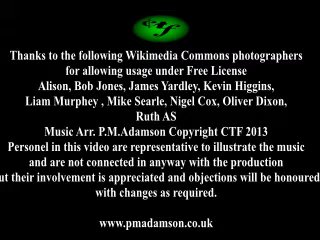 Thanks to the following Wikimedia Commons photographers
for allowing usage under Free License
Alison, Bob Jones, James Yardley, Kevin Higgins,
Liam Murphey , Mike Searle, Nigel Cox, Oliver Dixon,
Ruth AS
Music Arr. P.M.Adamson Copyright CTF 2013
Personel in this video are representative to illustrate the music
and are not connected in anyway with the production
ut their involvement is appreciated and objections will be honoured
with changes as required.
www.pmadamson.co.uk